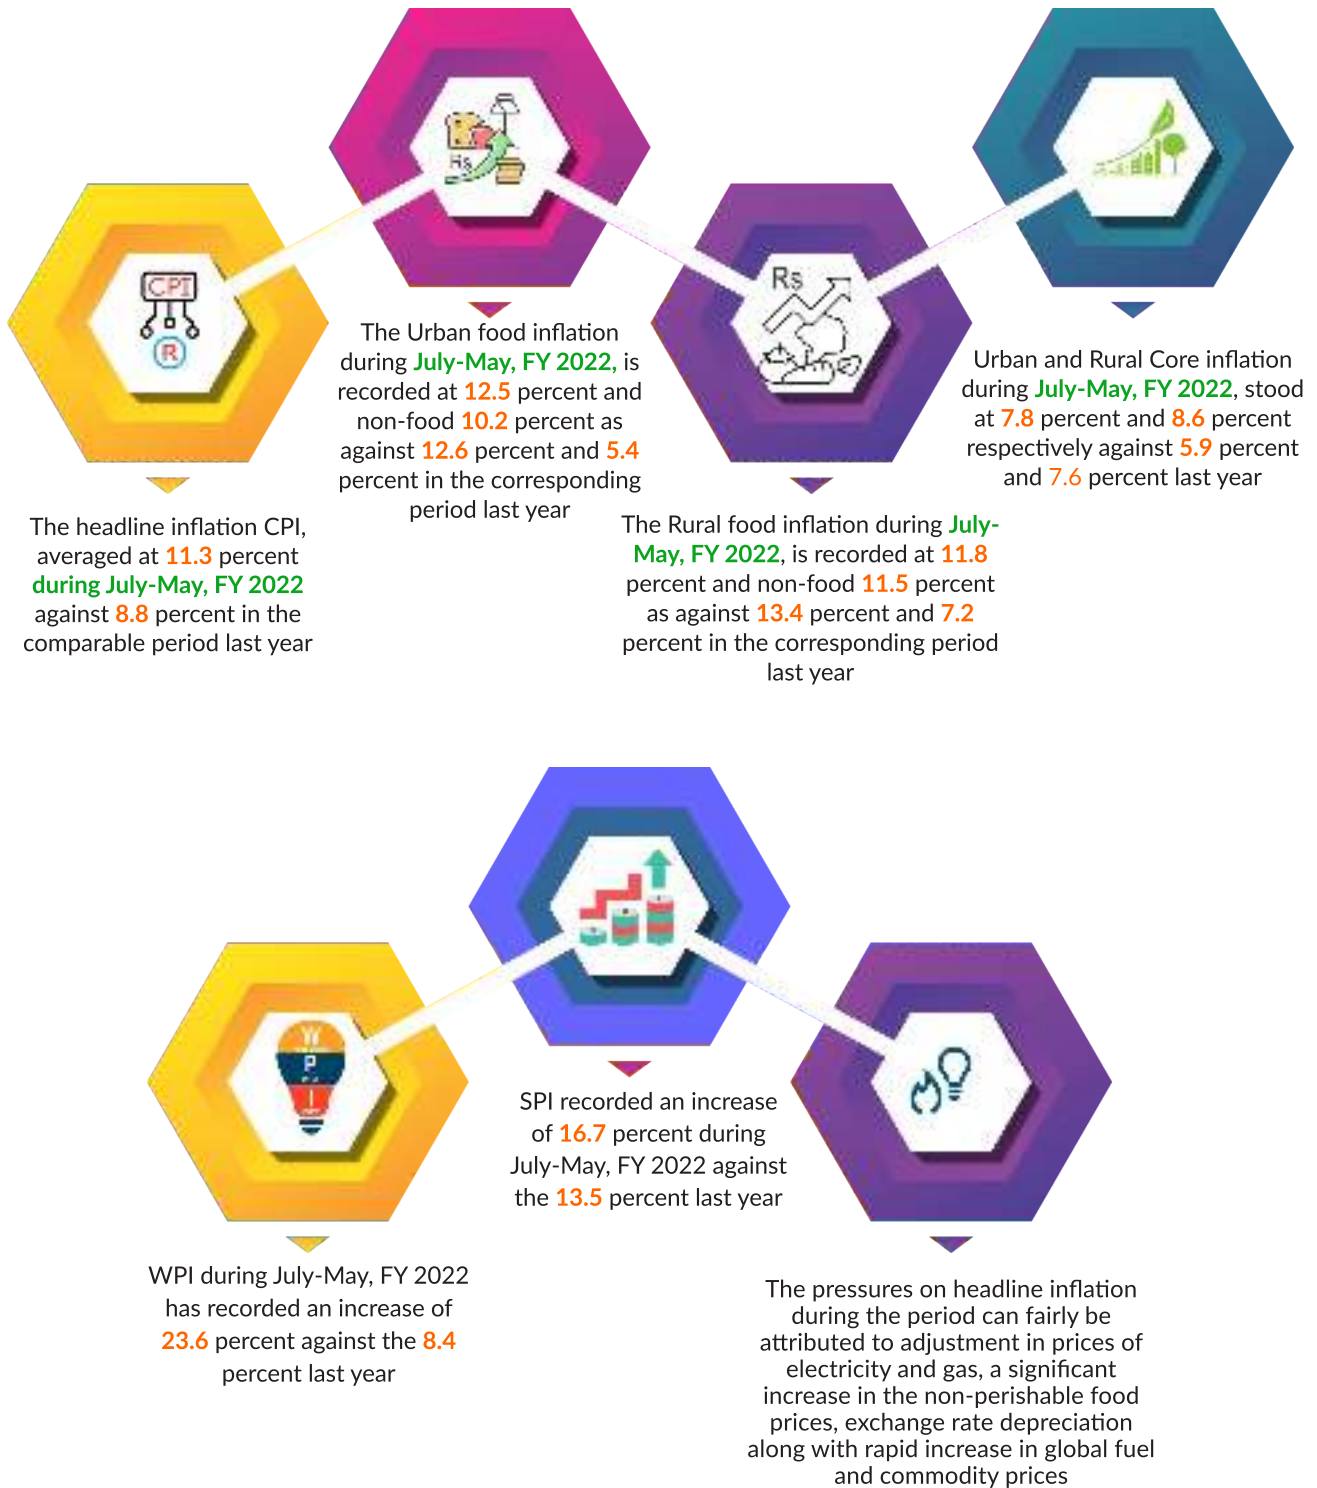 CPI
R
The headline inflation CPI,
averaged at 11.3 percent
during July-May, FY 2022
against 8.8 percent in the
comparable period last year
Rs
The Urban food inflation
during July-May, FY 2022, is
recorded at 12.5 percent and
non-food 10.2 percent as
against 12.6 percent and 5.4
percent in the corresponding
period last year
Rs
The Rural food inflation during July-
May, FY 2022, is recorded at 11.8
percent and non-food 11.5 percent
as against 13.4 percent and 7.2
percent in the corresponding period
last year
Urban and Rural Core inflation
during July-May, FY 2022, stood
at 7.8 percent and 8.6 percent
respectively against 5.9 percent
and 7.6 percent last year
W
P
I
WPI during July-May, FY 2022
has recorded an increase of
23.6 percent against the 8.4
percent last year
SPI recorded an increase
of 16.7 percent during
July-May, FY 2022 against
the 13.5 percent last year
The pressures on headline inflation
during the period can fairly be
attributed to adjustment in prices of
electricity and gas, a significant
increase in the non-perishable food
prices, exchange rate depreciation
along with rapid increase in global fuel
and commodity prices